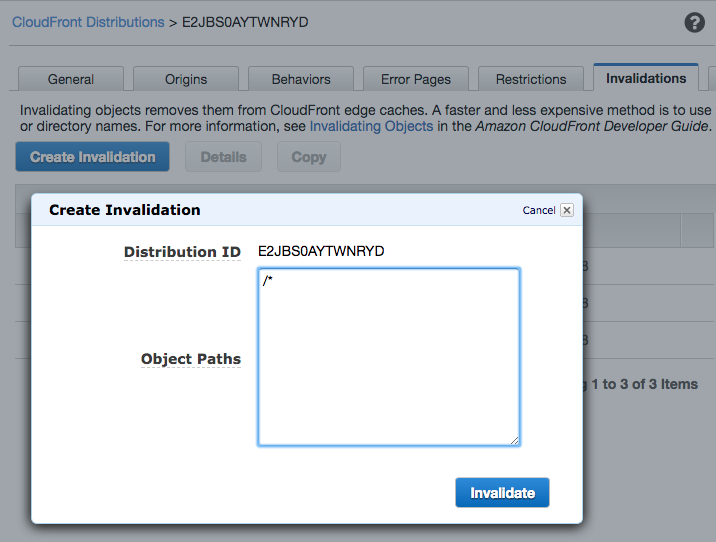 CloudFront Distributions > E2JBS0AYTWNRYD
?
General Origins Behaviors Error Pages Restrictions Invalidations
Invalidating objects removes them from CloudFront edge caches. A faster and less expensive method is to use
or directory names. For more information, see Invalidating Objects in the Amazon CloudFront Developer Guide.
Create Invalidation Details Copy
Create Invalidation Cancel x
Distribution ID E2JBS0AYTWNRYD
/*
Object Paths
1 to 3 of 3 Items
Invalidate